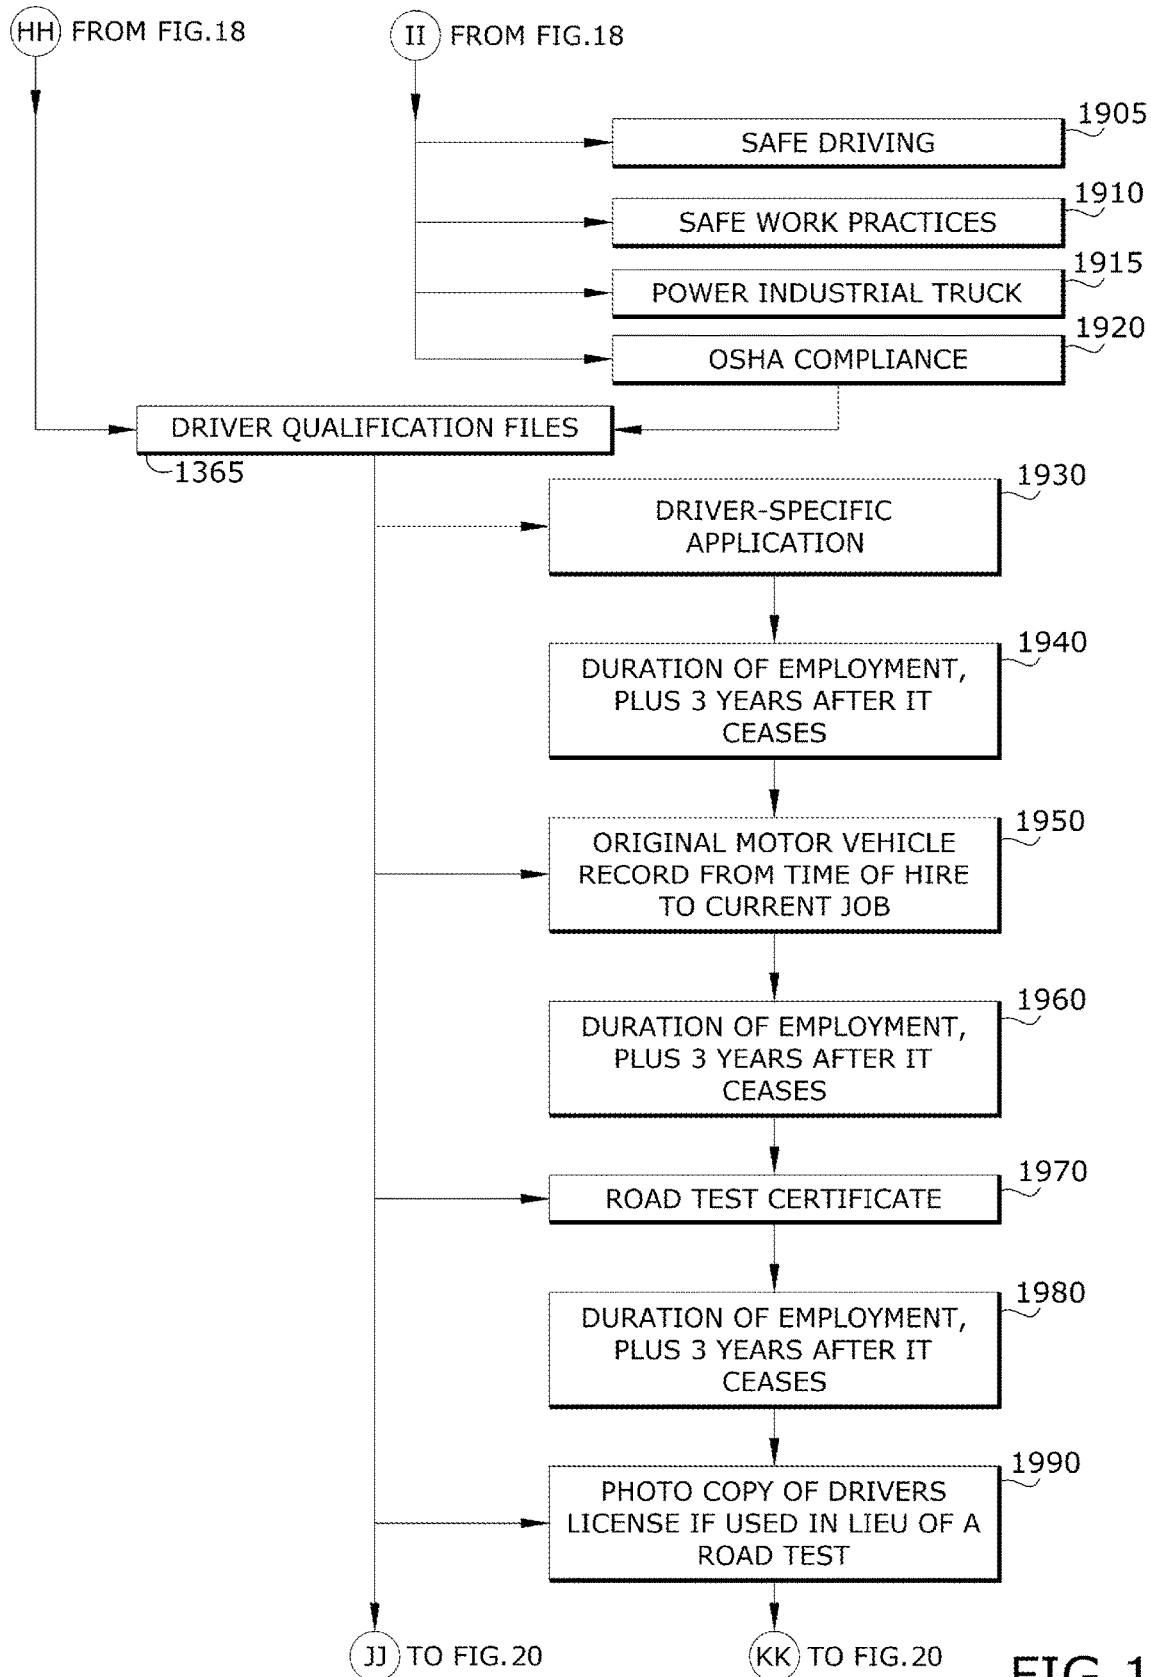 HH FROM FIG.18
II FROM FIG.18
1905
SAFE DRIVING
1910
SAFE WORK PRACTICES
1915
POWER INDUSTRIAL TRUCK
1920
OSHA COMPLIANCE
DRIVER QUALIFICATION FILES
1365
1930
DRIVER-SPECIFIC
APPLICATION
1940
DURATION OF EMPLOYMENT,
PLUS 3 YEARS AFTER IT
CEASES
1950
ORIGINAL MOTOR VEHICLE
RECORD FROM TIME OF HIRE
TO CURRENT JOB
1960
DURATION OF EMPLOYMENT,
PLUS 3 YEARS AFTER IT
CEASES
1970
ROAD TEST CERTIFICATE
1980
DURATION OF EMPLOYMENT,
PLUS 3 YEARS AFTER IT
CEASES
1990
PHOTO COPY OF DRIVERS
LICENSE IF USED IN LIEU OF A
ROAD TEST
JJ TO FIG.20
KK TO FIG.20
FIG.1